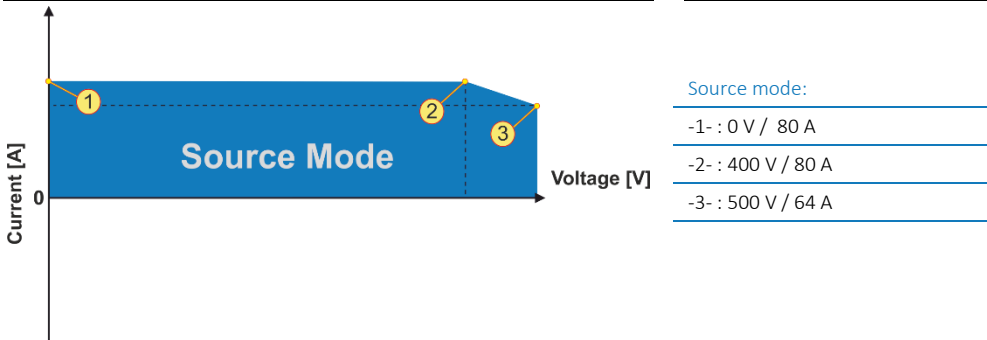 1
2
3
Source Mode
Current [A]
0
Voltage [V]
Source mode:
-1- : 0 V / 80 A
-2- : 400 V / 80 A
-3- : 500 V / 64 A